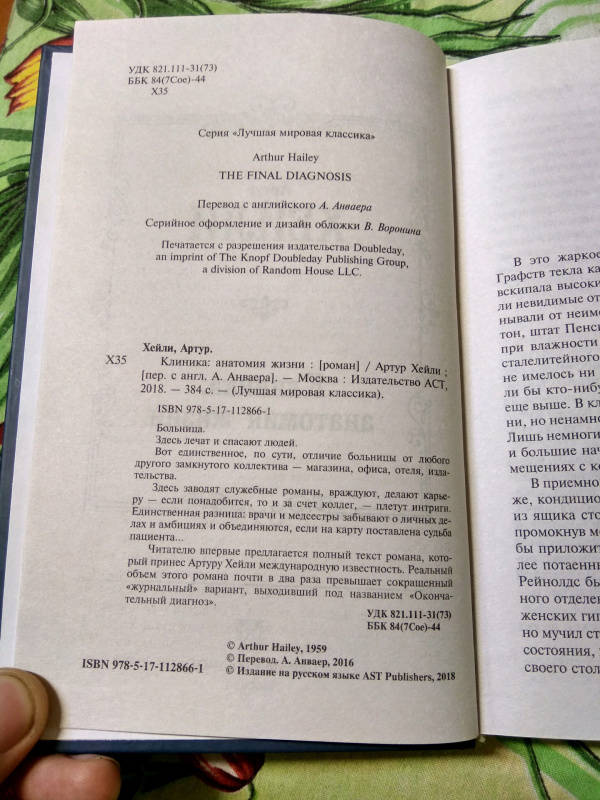 УДК 821.111-31(73)
ББК 84(7Сое)-44
Х35
Серия «Лучшая мировая классика»
Arthur Hailey
THE FINAL DIAGNOSIS
Перевод с английского А. Анваера
Серийное оформление и дизайн обложки В. Воронина
Печатается с разрешения издательства Doubleday,
an imprint of The Knopf Doubleday Publishing Group,
a division of Random House LLC.
Хейли, Артур.
Х35 Клиника: анатомия жизни : [роман] / Артур Хейли ;
[пер. с англ. А. Анваера]. — Москва : Издательство АСТ,
2018. — 384 с. — (Лучшая мировая классика).
ISBN 978-5-17-112866-1
Больница.
Здесь лечат и спасают людей.
Вот единственное, по сути, отличие больницы от любого
другого замкнутого коллектива — магазина, офиса, отеля, изда-
тельства.
Здесь заводят служебные романы, враждуют, делают карье-
ру — если понадобится, то и за счет коллег, — плетут интриги.
Единственная разница: врачи и медсестры забывают о личных де-
лах и амбициях и объединяются, если на карту поставлена судьба
пациента...
Читателю впервые предлагается полный текст романа, кото-
рый принес Артуру Хейли международную известность. Реальный
объем этого романа почти в два раза превышает сокращенный
«журнальный» вариант, выходивший под названием «Оконча-
тельный диагноз».
УДК 821.111-31(73)
ББК 84(7Сое)-44
© Arthur Hailey, 1959
© Перевод. А. Анваер, 2016
ISBN 978-5-17-112866-1 © Издание на русском языке AST Publishers, 2018
В это жаркое
Графств текла ка
вскипала высоки
ли невидимые от
нывали от неим
тон, штат Пенси
при влажности
сталелитейного
не имелось ни
ли бы кто-нибу
еще выше. В кл
ни, но ненамно
Лишь немноги
и большие нач
мещениях с к
В приемно
же, кондицио
из ящика сто
промокнув м
бы приложит
лее потаенны
Рейнолдс бы
ного отделен
женских гиг
но мучил ст
состояния,
своего стол